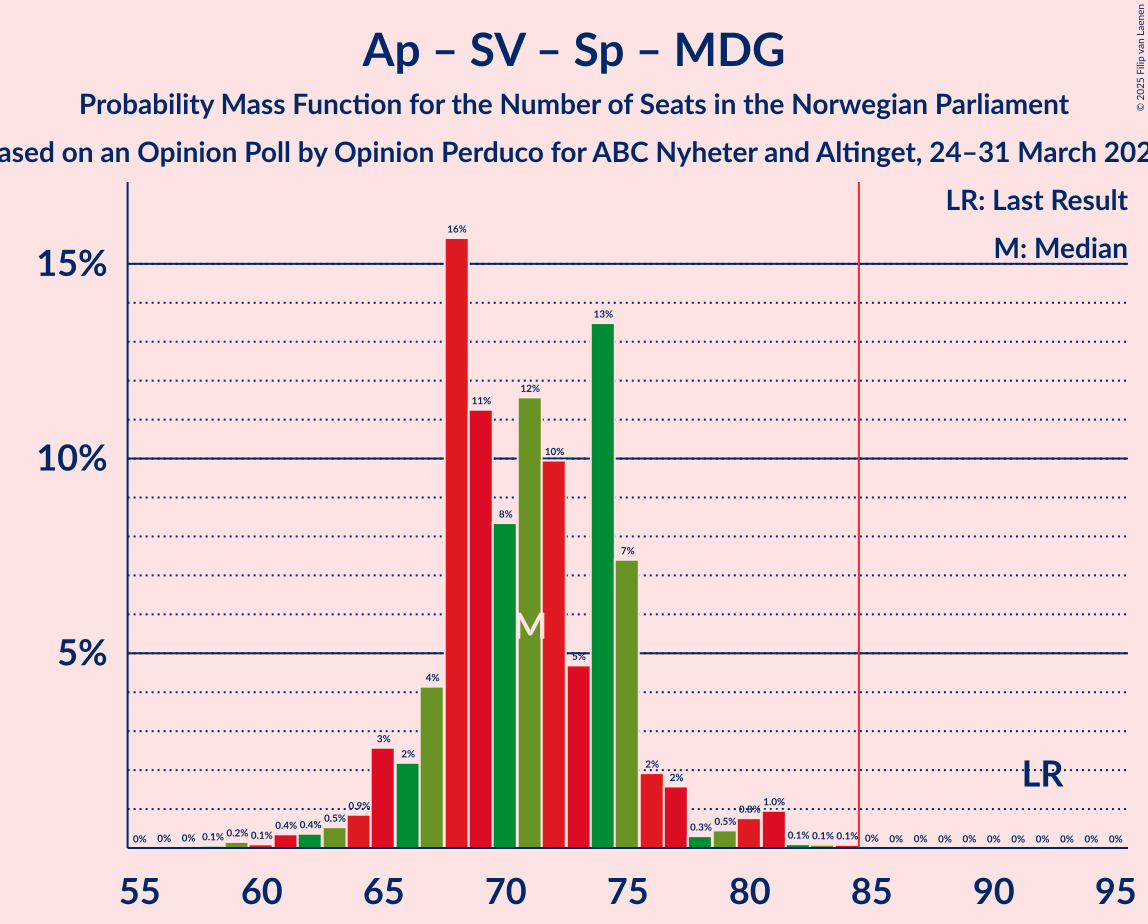 Ap – SV – Sp – MDG
© 2025 Filip van Laenen
Probability Mass Function for the Number of Seats in the Norwegian Parliament
ased on an Opinion Poll by Opinion Perduco for ABC Nyheter and Altinget, 24–31 March 202
LR: Last Result
M: Median
15%
10%
5%
0% 0% 0% 0.1% 0.2% 0.1% 0.4% 0.4% 0.5% 0.9% 3% 2% 4% 16% 11% 8% 12% 10% 5% 13% 7% 2% 2% 0.3% 0.5% 0.8% 1.0% 0.1% 0.1% 0.1% 0% 0% 0% 0% 0% 0% 0% 0% 0% 0% 0%
M
LR
55 60 65 70 75 80 85 90 95